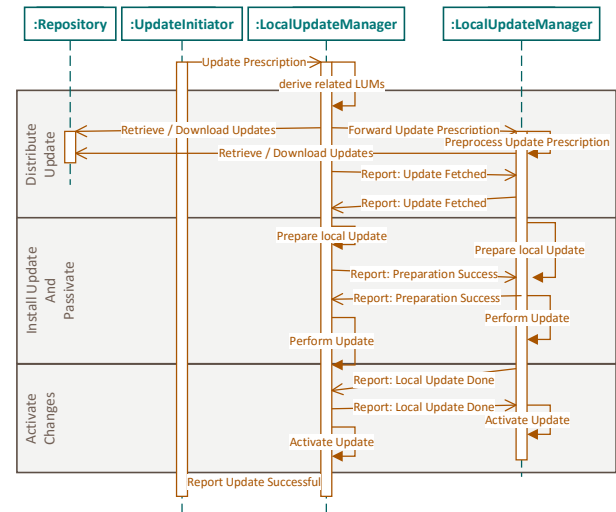 :Repository
:UpdateInitiator
:LocalUpdateManager
:LocalUpdateManager
Update Prescription
derive related LUMs
Distribute
Update
Retrieve / Download Updates
Forward Update Prescription
Preprocess Update Prescription
Retrieve / Download Updates
Report: Update Fetched
Report: Update Fetched
Install Update
And
Passivate
Prepare local Update
Prepare local Update
Report: Preparation Success
Report: Preparation Success
Perform Update
Perform Update
Activate
Changes
Report: Local Update Done
Report: Local Update Done
Activate Update
Activate Update
Report Update Successful